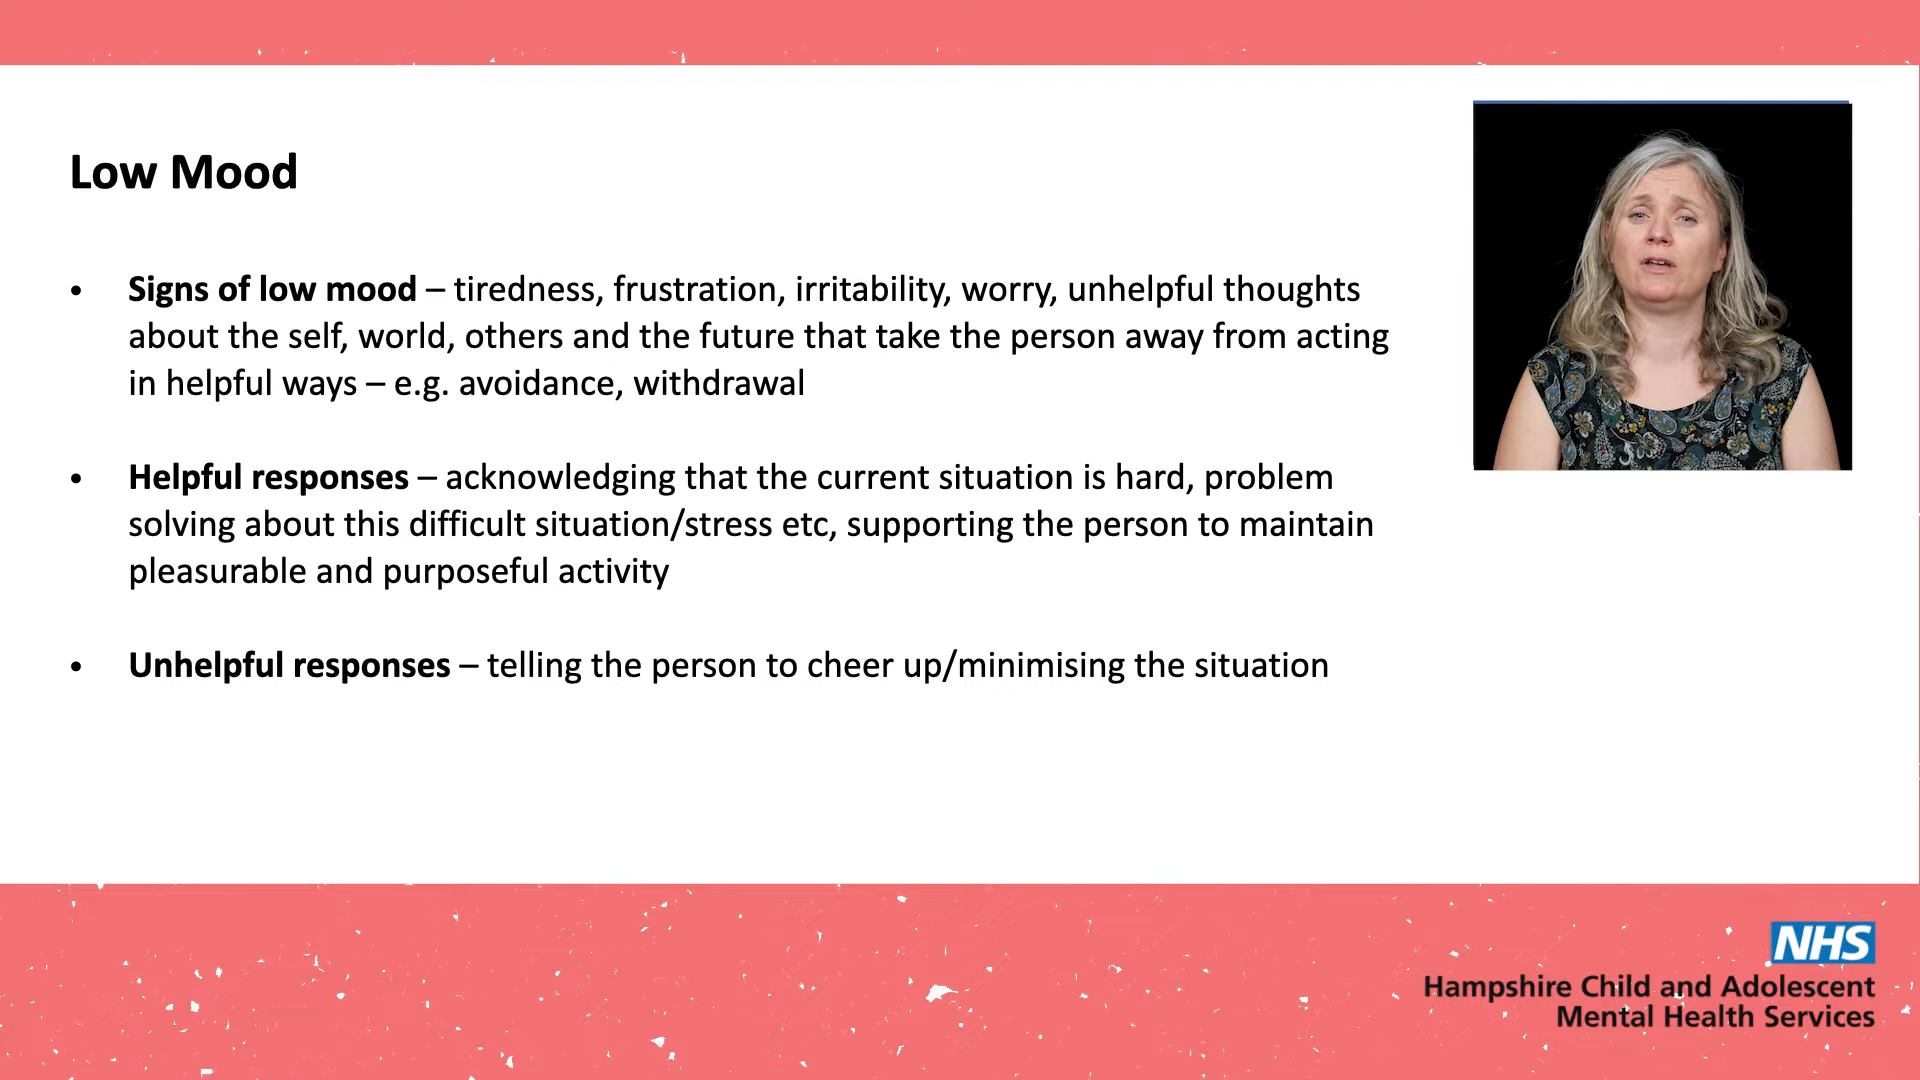 Low Mood
• Signs of low mood – tiredness, frustration, irritability, worry, unhelpful thoughts
about the self, world, others and the future that take the person away from acting
in helpful ways – e.g. avoidance, withdrawal
• Helpful responses – acknowledging that the current situation is hard, problem
solving about this difficult situation/stress etc, supporting the person to maintain
pleasurable and purposeful activity
• Unhelpful responses – telling the person to cheer up/minimising the situation
NHS
Hampshire Child and Adolescent
Mental Health Services